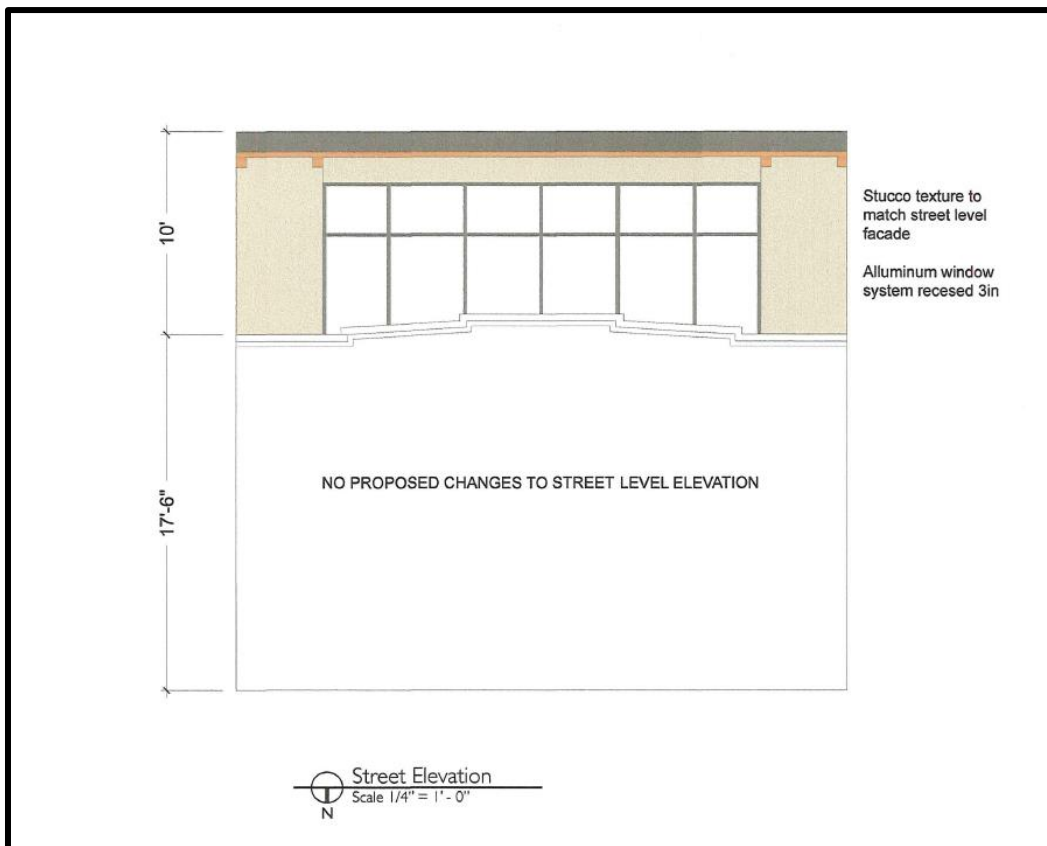 10'
Stucco texture to
match street level
facade
Alluminum window
system recesed 3in
17'-6"
NO PROPOSED CHANGES TO STREET LEVEL ELEVATION
Street Elevation
Scale 1/4" = 1' - 0"
N